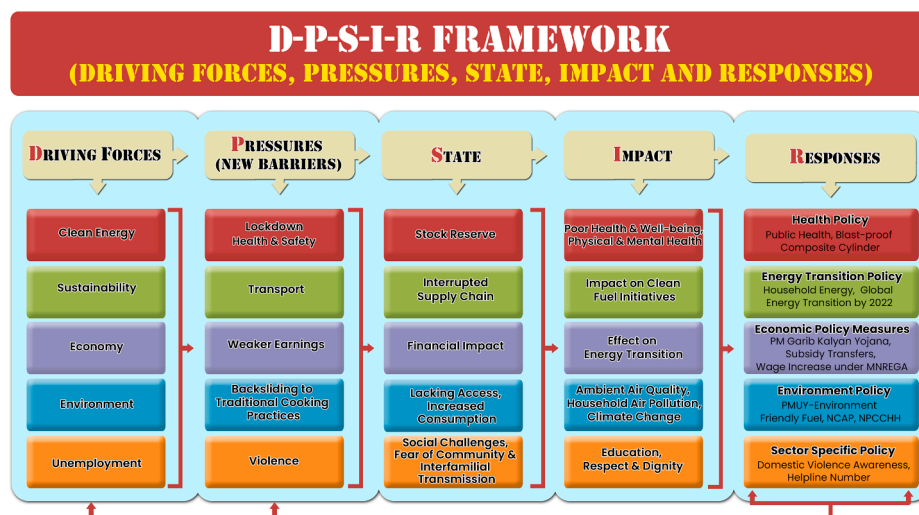 D-P-S-I-R FRAMEWORK
(DRIVING FORCES, PRESSURES, STATE, IMPACT AND RESPONSES)
DRIVING FORCES
Clean Energy
Sustainability
Economy
Environment
Unemployment
PRESSURES
(NEW BARRIERS)
Lockdown
Health & Safety
Transport
Weaker Earnings
Backsliding to
Traditional Cooking
Practices
Violence
STATE
Stock Reserve
Interrupted
Supply Chain
Financial Impact
Lacking Access,
Increased
Consumption
Social Challenges,
Fear of Community &
Interfamilial
Transmission
IMPACT
Poor Health & Well-being,
Physical & Mental Health
Impact on Clean
Fuel Initiatives
Effect on
Energy Transition
Ambient Air Quality,
Household Air Pollution,
Climate Change
Education,
Respect & Dignity
RESPONSES
Health Policy
Public Health, Blast-proof
Composite Cylinder
Energy Transition Policy
Household Energy, Global
Energy Transition by 2022
Economic Policy Measures
PM Garib Kalyan Yojana,
Subsidy Transfers,
Wage Increase under MNREGA
Environment Policy
PMUY-Environment
Friendly Fuel, NCAP, NPCCHH
Sector Specific Policy
Domestic Violence Awareness,
Helpline Number